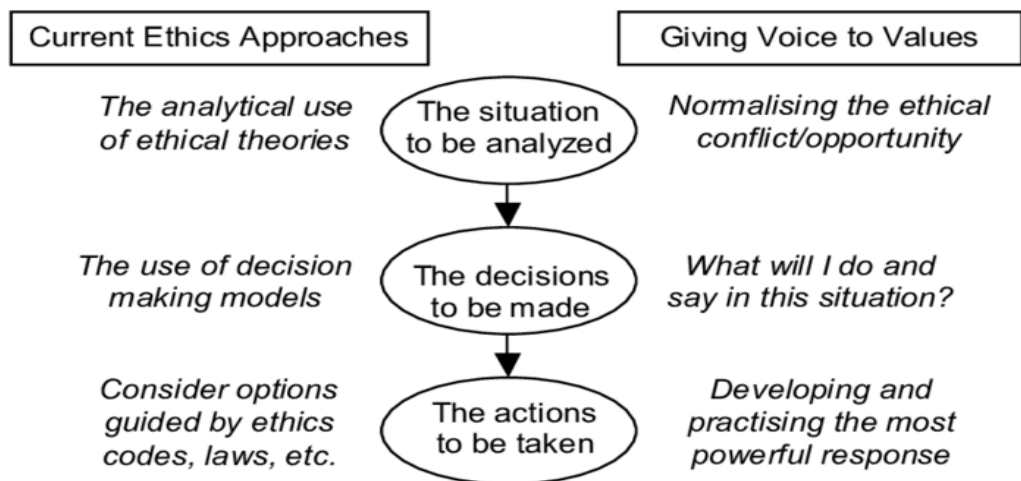 Current Ethics Approaches
Giving Voice to Values
The analytical use
of ethical theories
The situation
to be analyzed
Normalising the ethical
conflict/opportunity
The use of decision
making models
The decisions
to be made
What will I do and
say in this situation?
Consider options
guided by ethics
codes, laws, etc.
The actions
to be taken
Developing and
practising the most
powerful response